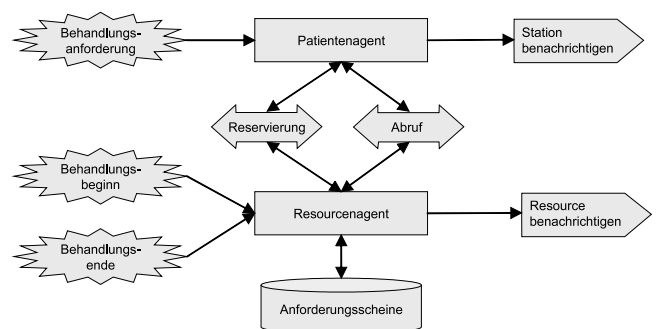 Behandlungs-
anforderung
Patientenagent
Station
benachrichtigen
Reservierung
Abruf
Behandlungs-
beginn
Resourcenagent
Resource
benachrichtigen
Behandlungs-
ende
Anforderungsscheine